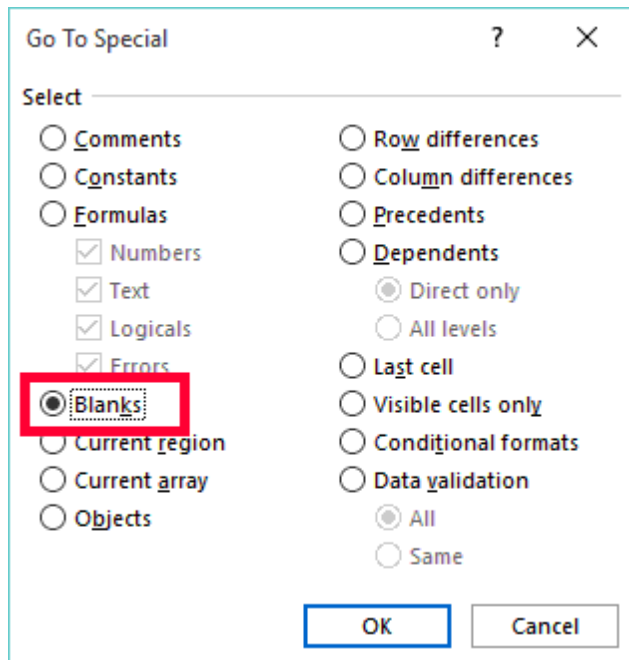 Go To Special ?
Select
Comments
Constants
Formulas
Numbers
Text
Logicals
Errors
Blanks
Current region
Current array
Objects
Row differences
Column differences
Precedents
Dependents
Direct only
All levels
Last cell
Visible cells only
Conditional formats
Data validation
All
Same
OK
Cancel